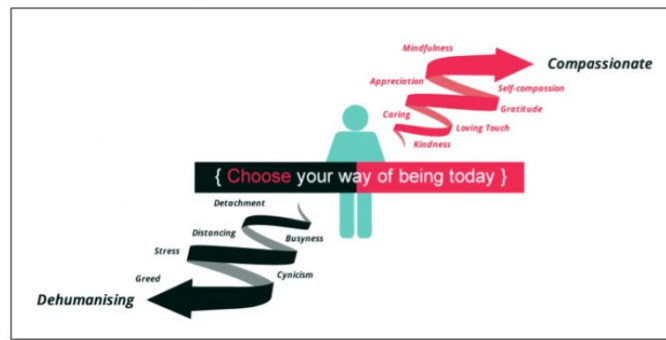 Mindfulness
Compassionate
Appreciation
Self-compassion
Gratitude
Caring
Loving Touch
Kindness
{ Choose your way of being today }
Detachment
Distancing
Busyness
Stress
Cynicism
Greed
Dehumanising